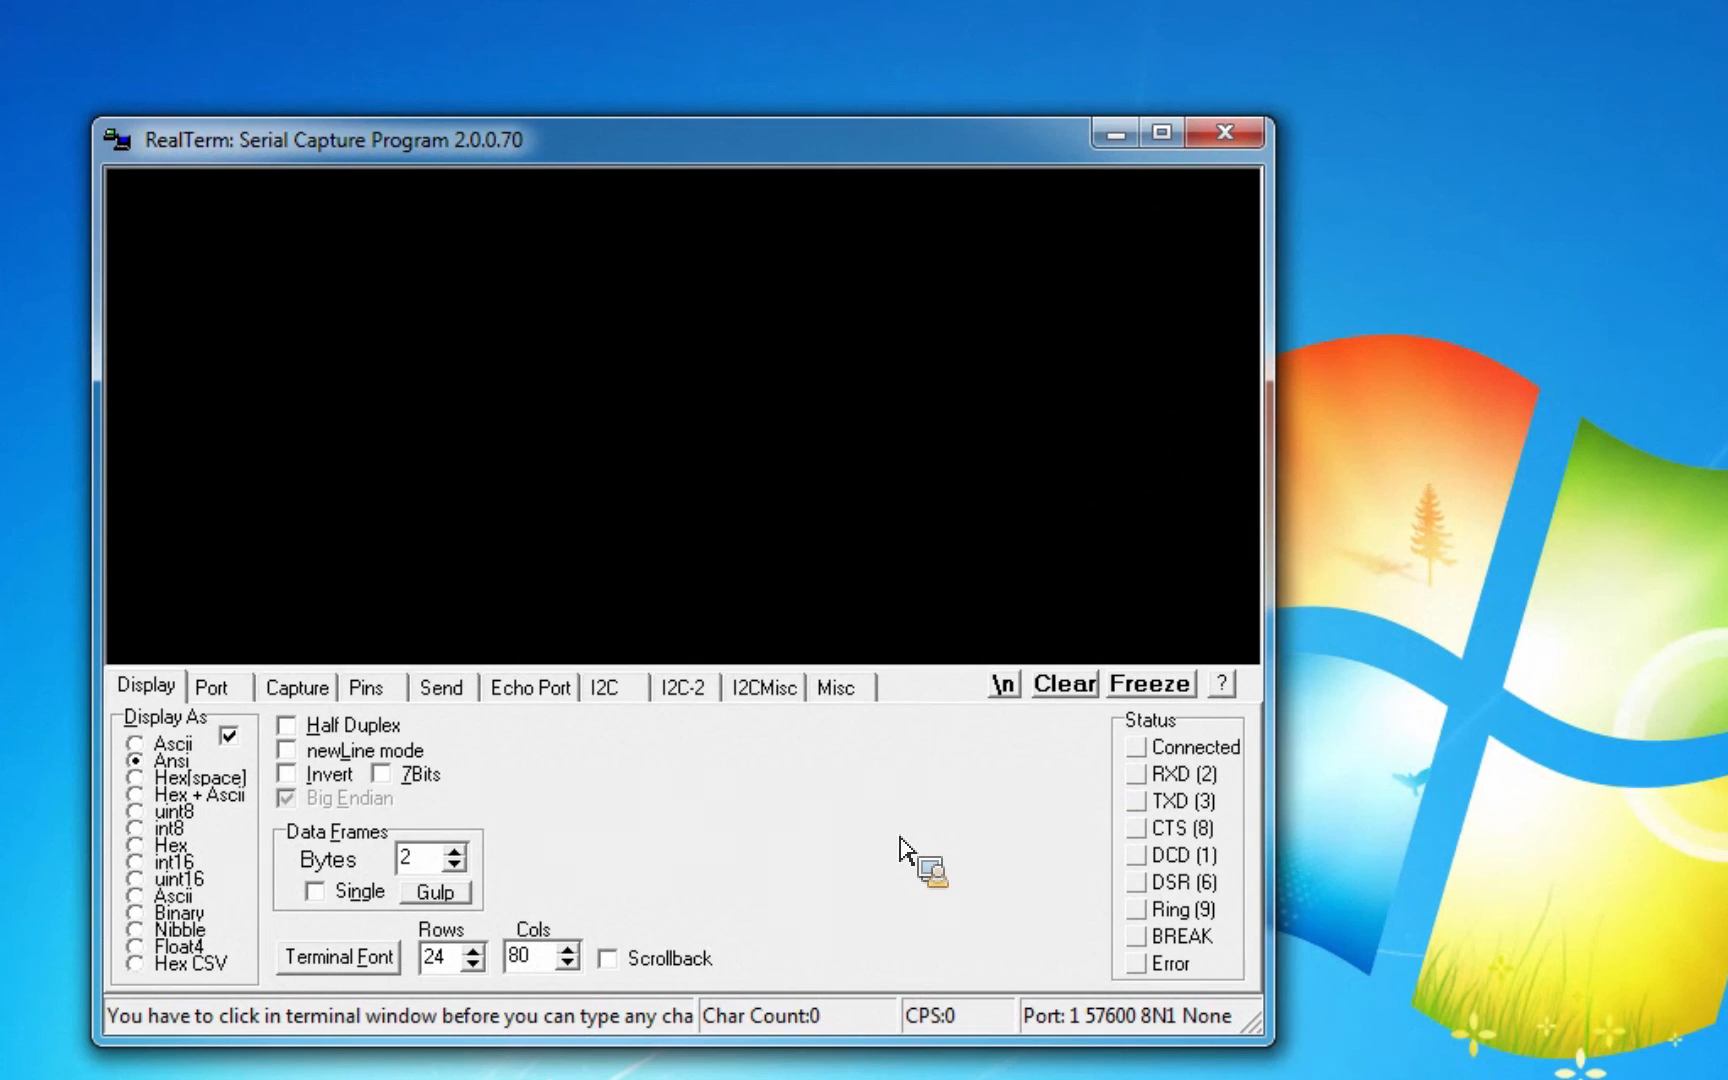 RealTerm: Serial Capture Program 2.0.0.70
Display Port Capture Pins Send Echo Port I2C I2C-2 I2CMisc Misc \n Clear Freeze ?
Display As
Ascii
Ansi
Hex[space]
Hex + Ascii
uint8
int8
Hex
int16
uint16
Ascii
Binary
Nibble
Float4
Hex CSV
Half Duplex
newLine mode
Invert 7Bits
Big Endian
Data Frames
Bytes 2
Single Gulp
Rows Cols
Terminal Font 24 80 Scrollback
Status
Connected
RXD (2)
TXD (3)
CTS (8)
DCD (1)
DSR (6)
Ring (9)
BREAK
Error
You have to click in terminal window before you can type any cha Char Count:0 CPS:0 Port: 1 57600 8N1 None